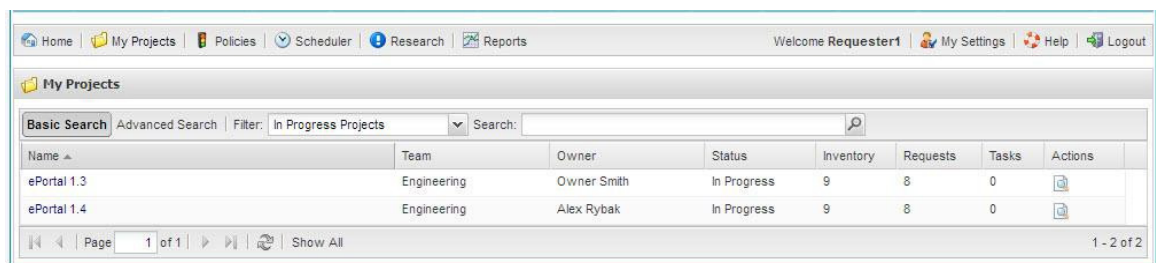 Home My Projects Policies Scheduler Research Reports Welcome Requester1 My Settings Help Logout
My Projects
Basic Search Advanced Search Filter: In Progress Projects Search:
Name Team Owner Status Inventory Requests Tasks Actions
ePortal 1.3 Engineering Owner Smith In Progress 9 8 0
ePortal 1.4 Engineering Alex Rybak In Progress 9 8 0
Page 1 of 1 Show All 1 - 2 of 2